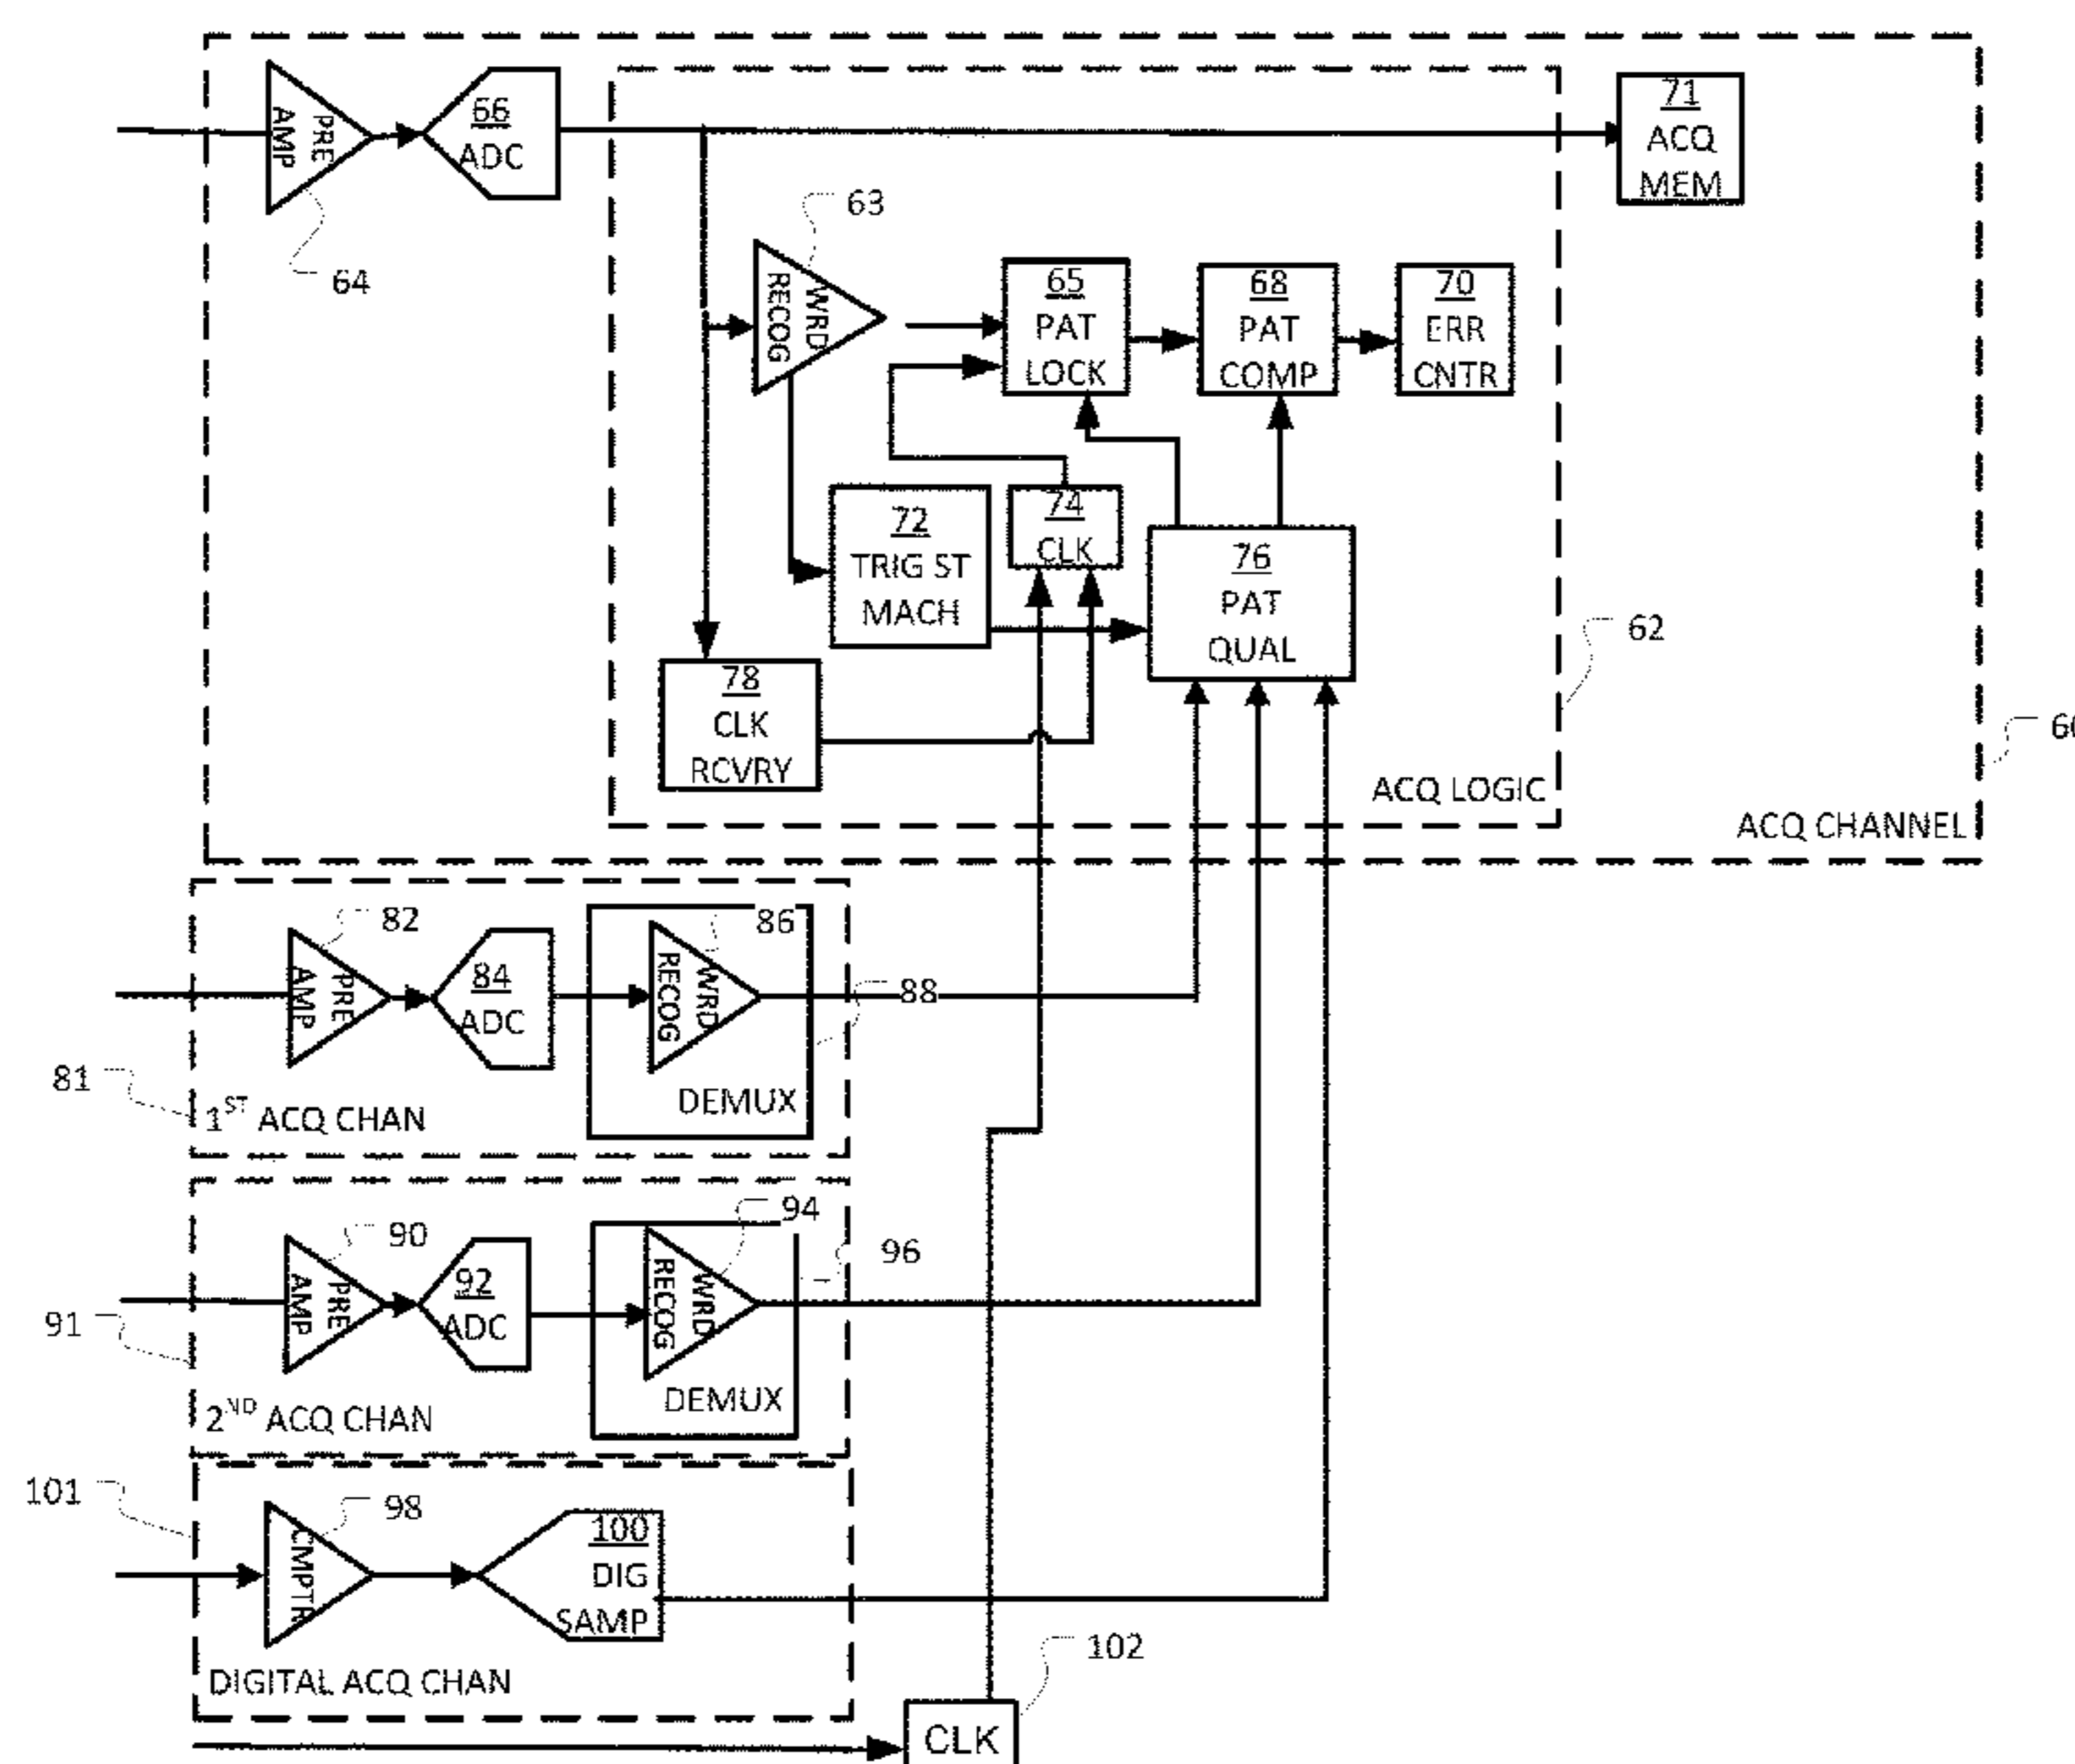 PRE
AMP
66
ADC
71
ACQ
MEM
64
63
WRD
RECOG
65
PAT
LOCK
68
PAT
COMP
70
ERR
CNTR
72
TRIG ST
MACH
74
CLK
76
PAT
QUAL
78
CLK
RCVRY
62
ACQ LOGIC
ACQ CHANNEL
82
PRE
AMP
84
ADC
86
WRD
RECOG
88
DEMUX
81
1ST ACQ CHAN
90
PRE
AMP
92
ADC
94
WRD
RECOG
96
DEMUX
91
2ND ACQ CHAN
101
98
CMPTR
100
DIG
SAMP
DIGITAL ACQ CHAN
102
CLK